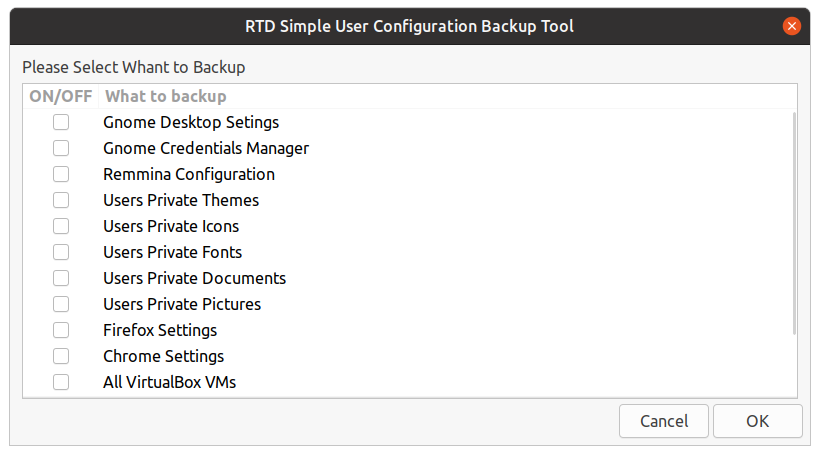 RTD Simple User Configuration Backup Tool
Please Select Whant to Backup
ON/OFF What to backup
Gnome Desktop Setings
Gnome Credentials Manager
Remmina Configuration
Users Private Themes
Users Private Icons
Users Private Fonts
Users Private Documents
Users Private Pictures
Firefox Settings
Chrome Settings
All VirtualBox VMs
Cancel OK